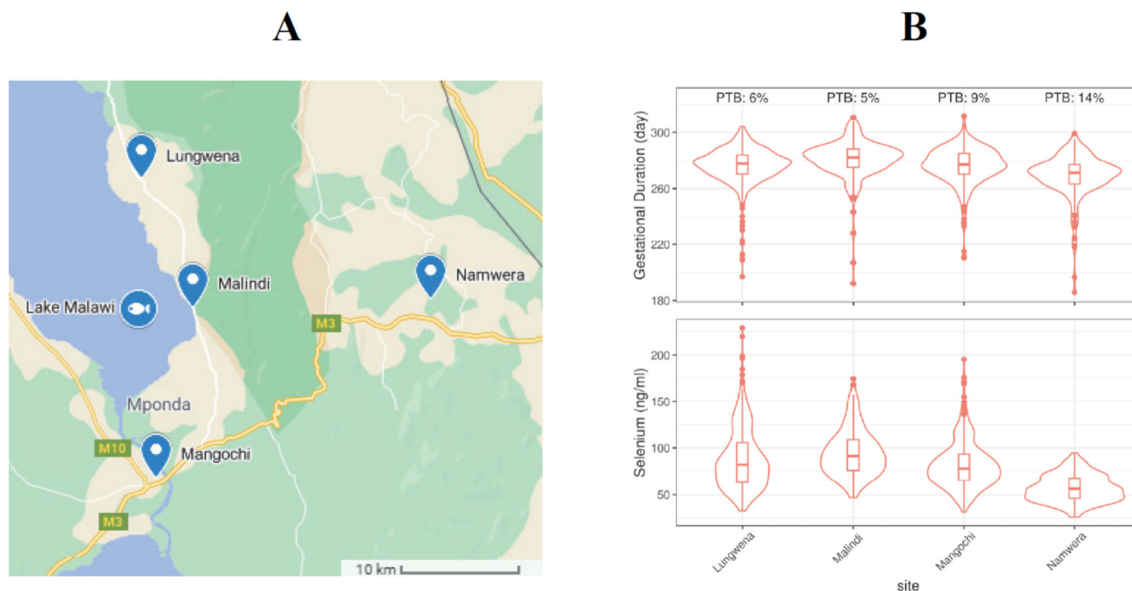 A
B
Lungwena
Malindi
Namwera
Lake Malawi
M3
Mponda
M10
Mangochi
M3
10 km
PTB: 6%
PTB: 5%
PTB: 9%
PTB: 14%
Gestational Duration (day)
300
260
220
180
Selenium (ng/ml)
200
150
100
50
Lungwena
Malindi
Mangochi
Namwera
site